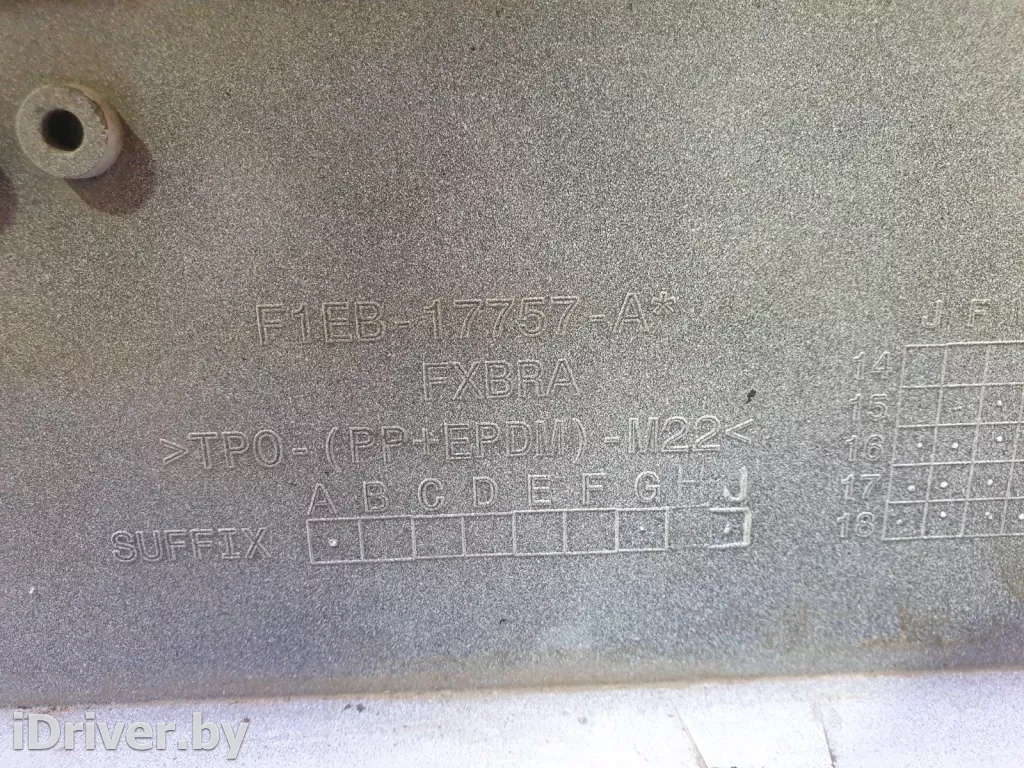 F1EB-17757-A*
FXBRA
>TPO-(PP+EPDM)-M22<
A B C D E F G H J
SUFFIX
J F
14
15
16
17
18
iDriver.by